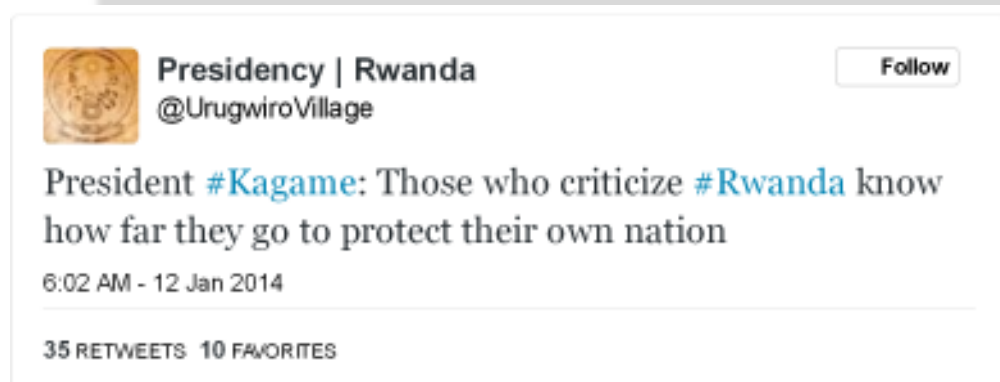 Presidency | Rwanda
Follow
@UrugwiroVillage
President #Kagame: Those who criticize #Rwanda know
how far they go to protect their own nation
6:02 AM - 12 Jan 2014
35 RETWEETS 10 FAVORITES